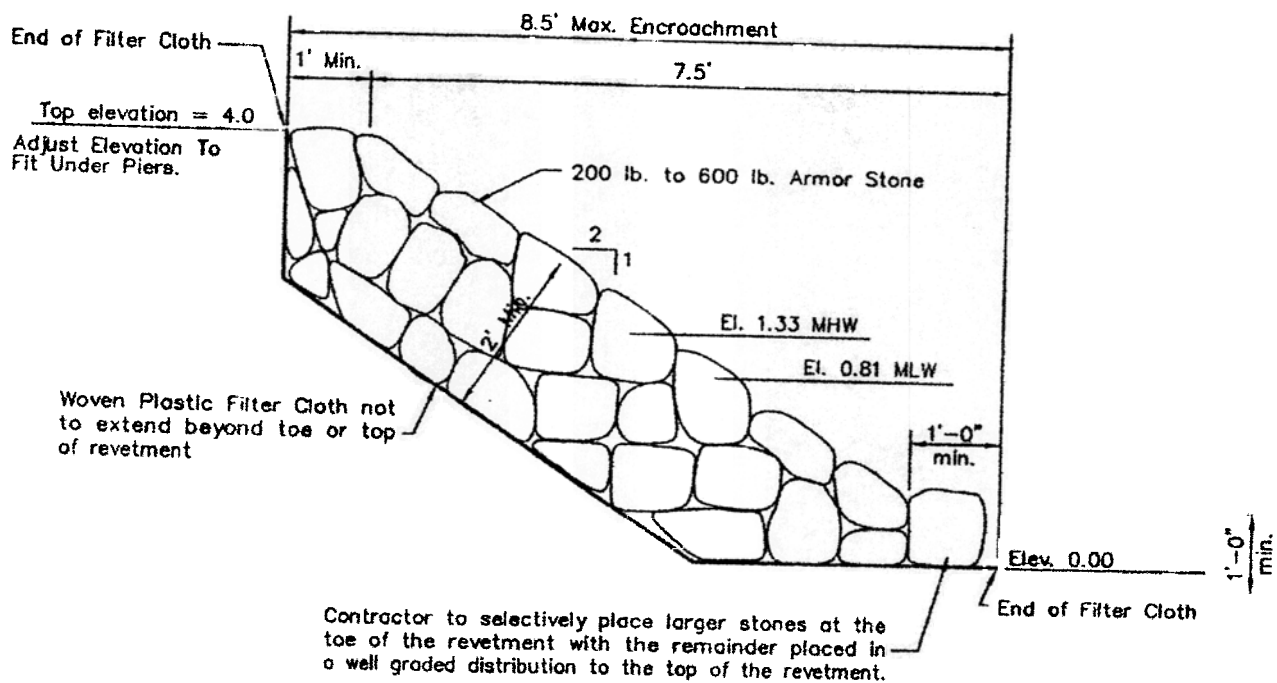 8.5' Max. Encroachment
End of Filter Cloth
1' Min.
7.5'
Top elevation = 4.0
Adjust Elevation To
Fit Under Piers.
200 lb. to 600 lb. Armor Stone
2
1
2' Min.
El. 1.33 MHW
El. 0.81 MLW
Woven Plastic Filter Cloth not
to extend beyond toe or top
of revetment
1'-0"
min.
Elev. 0.00
1'-0"
min.
End of Filter Cloth
Contractor to selectively place larger stones at the
toe of the revetment with the remainder placed in
a well graded distribution to the top of the revetment.